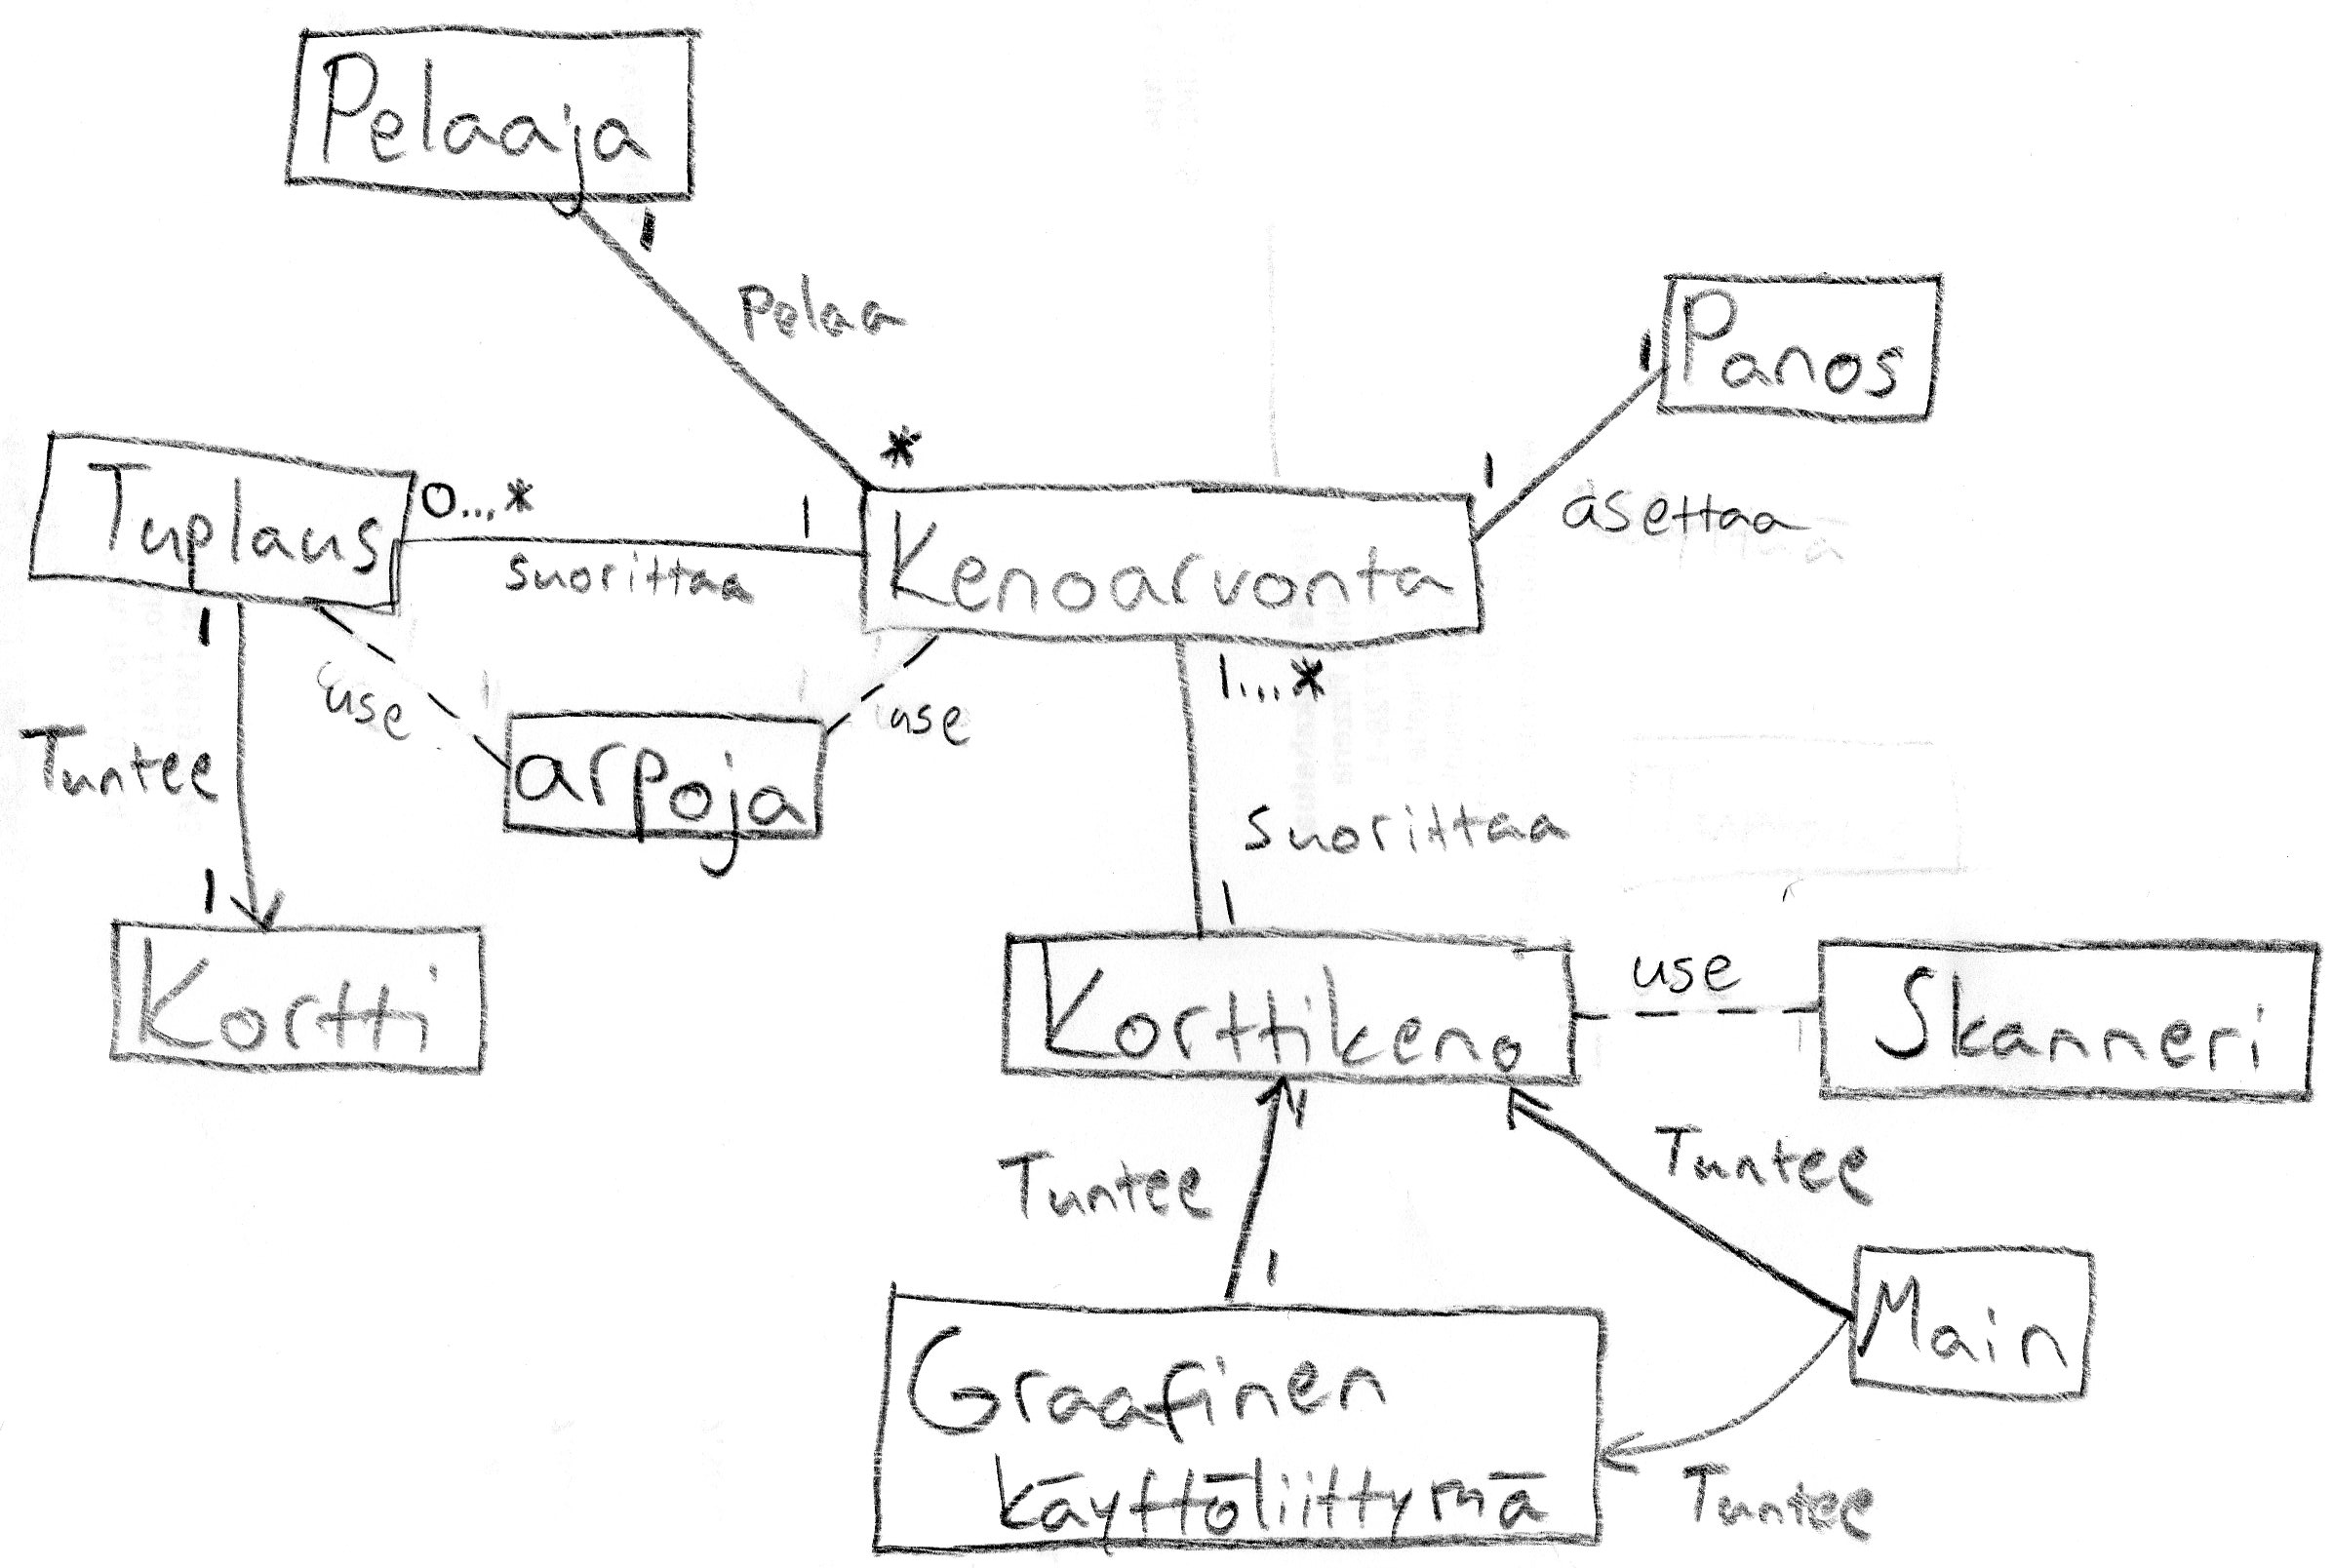 Pelaaja
1
Pelaa
Panos
1
*
1
asettaa
Tuplaus
0...*
1
suorittaa
Kenoarvonta
1
use
use
1...*
Tuntee
arpoja
suorittaa
1
1
Kortti
Korttikeno
use
Skanneri
1
Tuntee
Tuntee
1
Main
Graafinen
käyttöliittymä
Tuntee